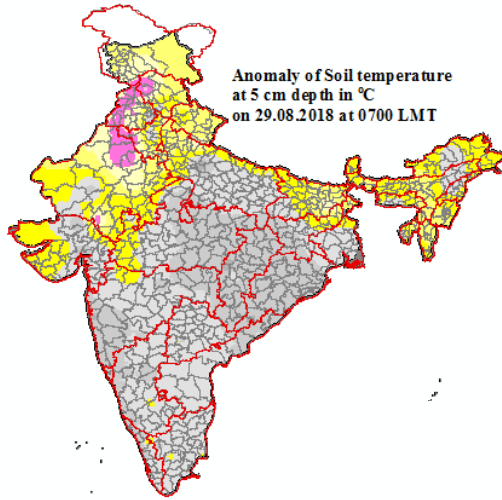 Anomaly of Soil temperature
at 5 cm depth in °C
on 29.08.2018 at 0700 LMT